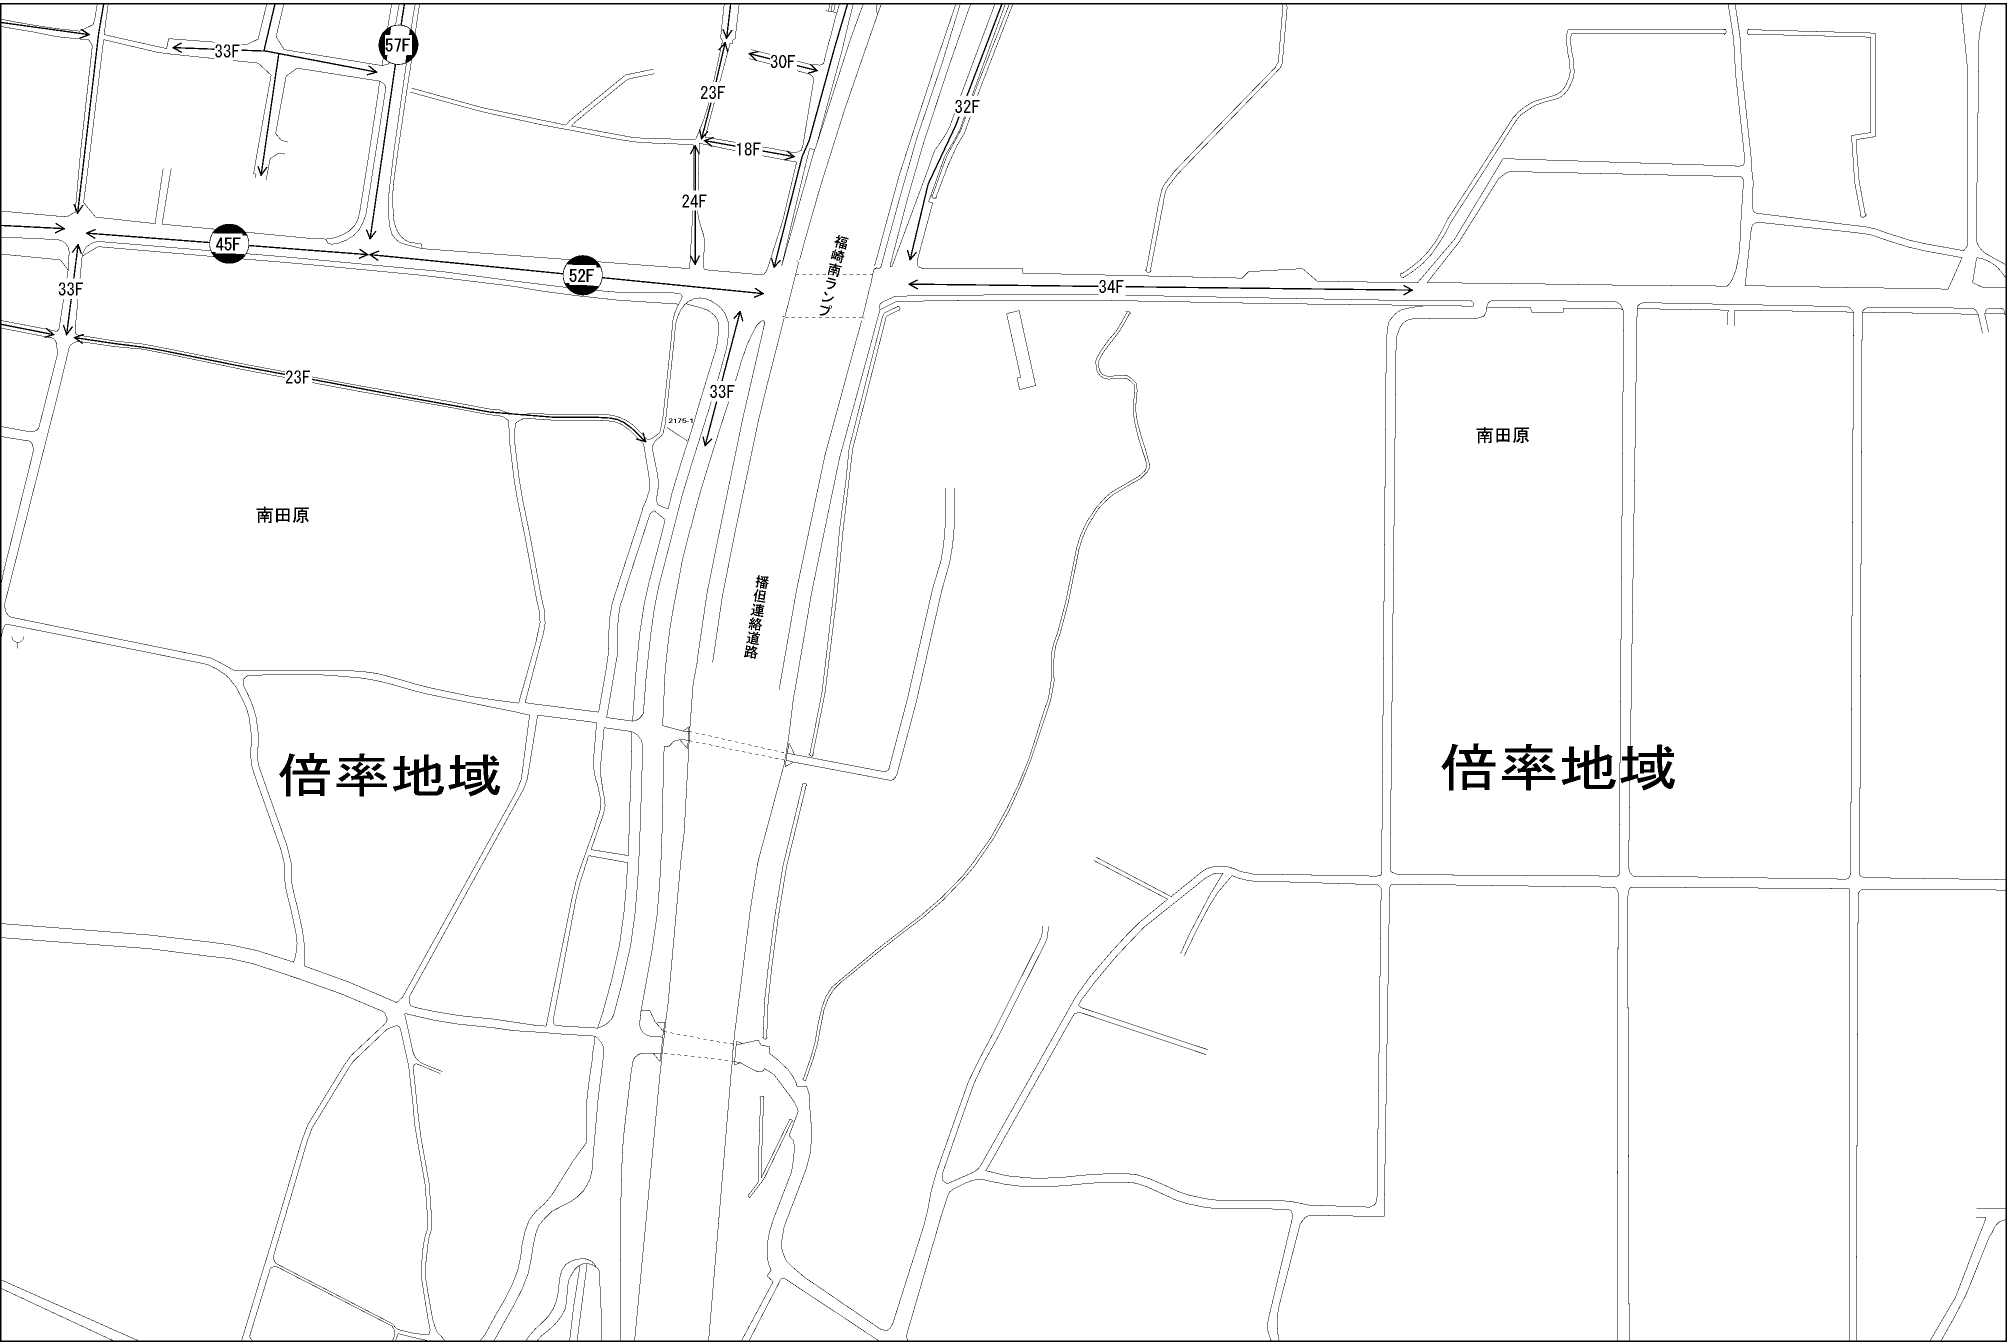 57F
33F
30F
23F
32F
18F
24F
45F
52F
福崎南ランプ
33F
34F
23F
33F
2175-1
南田原
南田原
播但連絡道路
倍率地域
倍率地域